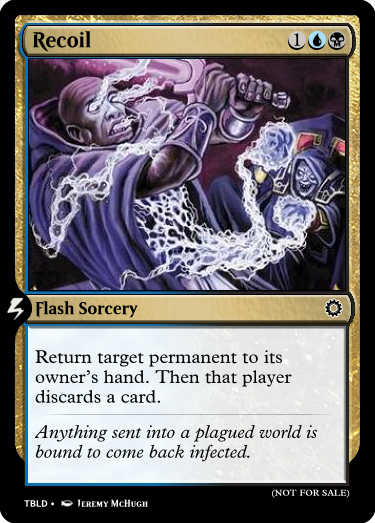 Recoil 1
Flash Sorcery
Return target permanent to its
owner's hand. Then that player
discards a card.
Anything sent into a plagued world is
bound to come back infected.
(NOT FOR SALE)
TBLD • Jeremy McHugh